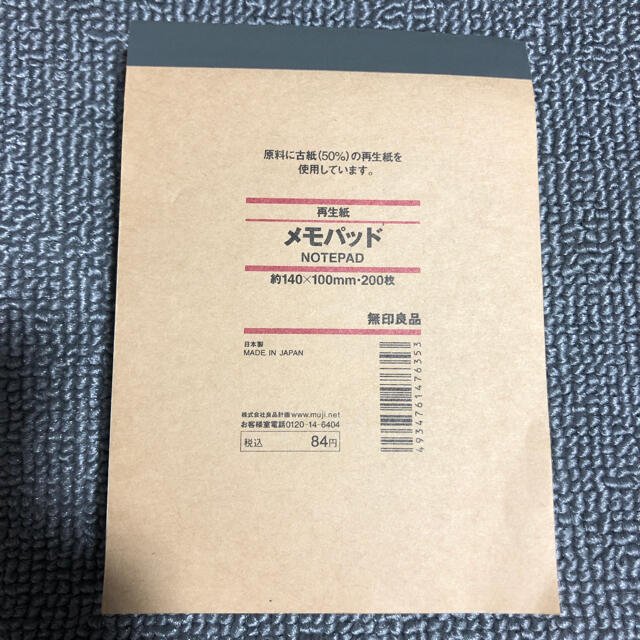 原料に古紙(50%)の再生紙を
使用しています。
再生紙
メモパッド
NOTEPAD
約140×100mm・200枚
無印良品
日本製
MADE IN JAPAN
株式会社良品計画 www.muji.net
お客様室電話0120-14-6404
税込 84円
4934761476353